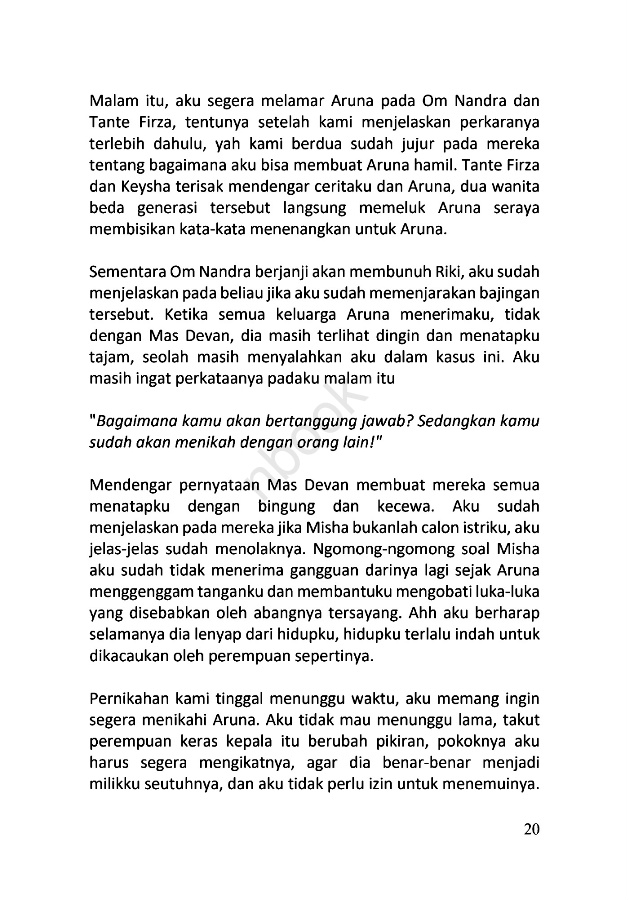 Malam itu, aku segera melamar Aruna pada Om Nandra dan
Tante Firza, tentunya setelah kami menjelaskan perkaranya
terlebih dahulu, yah kami berdua sudah jujur pada mereka
tentang bagaimana aku bisa membuat Aruna hamil. Tante Firza
dan Keysha terisak mendengar ceritaku dan Aruna, dua wanita
beda generasi tersebut langsung memeluk Aruna seraya
membisikan kata-kata menenangkan untuk Aruna.
Sementara Om Nandra berjanji akan membunuh Riki, aku sudah
menjelaskan pada beliau jika aku sudah memenjarakan bajingan
tersebut. Ketika semua keluarga Aruna menerimaku, tidak
dengan Mas Devan, dia masih terlihat dingin dan menatapku
tajam, seolah masih menyalahkan aku dalam kasus ini. Aku
masih ingat perkataanya padaku malam itu
"Bagaimana kamu akan bertanggung jawab? Sedangkan kamu
sudah akan menikah dengan orang lain!"
Mendengar pernyataan Mas Devan membuat mereka semua
menatapku dengan bingung dan kecewa. Aku sudah
menjelaskan pada mereka jika Misha bukanlah calon istriku, aku
jelas-jelas sudah menolaknya. Ngomong-ngomong soal Misha
aku sudah tidak menerima gangguan darinya lagi sejak Aruna
menggenggam tanganku dan membantuku mengobati luka-luka
yang disebabkan oleh abangnya tersayang. Ahh aku berharap
selamanya dia lenyap dari hidupku, hidupku terlalu indah untuk
dikacaukan oleh perempuan sepertinya.
Pernikahan kami tinggal menunggu waktu, aku memang ingin
segera menikahi Aruna. Aku tidak mau menunggu lama, takut
perempuan keras kepala itu berubah pikiran, pokoknya aku
harus segera mengikatnya, agar dia benar-benar menjadi
milikku seutuhnya, dan aku tidak perlu izin untuk menemuinya.
nbook
20